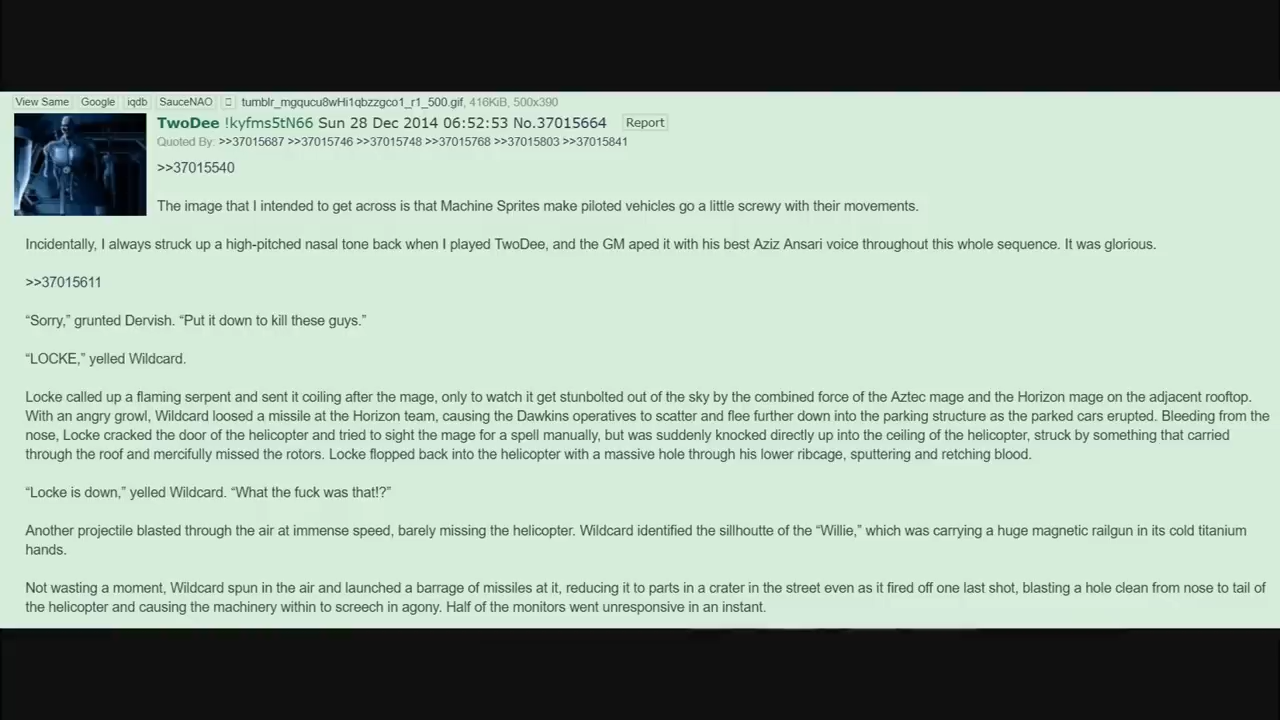 View Same Google iqdb SauceNAO tumblr_mgqucu8wHi1qbzzgco1_r1_500.gif, 416KiB, 500x390
TwoDee !kyfms5tN66 Sun 28 Dec 2014 06:52:53 No.37015664 Report
Quoted By: >>37015687 >>37015746 >>37015748 >>37015768 >>37015803 >>37015841
>>37015540
The image that I intended to get across is that Machine Sprites make piloted vehicles go a little screwy with their movements.
Incidentally, I always struck up a high-pitched nasal tone back when I played TwoDee, and the GM aped it with his best Aziz Ansari voice throughout this whole sequence. It was glorious.
>>37015611
“Sorry,” grunted Dervish. “Put it down to kill these guys.”
“LOCKE,” yelled Wildcard.
Locke called up a flaming serpent and sent it coiling after the mage, only to watch it get stunbolted out of the sky by the combined force of the Aztec mage and the Horizon mage on the adjacent rooftop.
With an angry growl, Wildcard loosed a missile at the Horizon team, causing the Dawkins operatives to scatter and flee further down into the parking structure as the parked cars erupted. Bleeding from the
nose, Locke cracked the door of the helicopter and tried to sight the mage for a spell manually, but was suddenly knocked directly up into the ceiling of the helicopter, struck by something that carried
through the roof and mercifully missed the rotors. Locke flopped back into the helicopter with a massive hole through his lower ribcage, sputtering and retching blood.
“Locke is down,” yelled Wildcard. “What the fuck was that!?”
Another projectile blasted through the air at immense speed, barely missing the helicopter. Wildcard identified the sillhoutte of the “Willie,” which was carrying a huge magnetic railgun in its cold titanium
hands.
Not wasting a moment, Wildcard spun in the air and launched a barrage of missiles at it, reducing it to parts in a crater in the street even as it fired off one last shot, blasting a hole clean from nose to tail of
the helicopter and causing the machinery within to screech in agony. Half of the monitors went unresponsive in an instant.